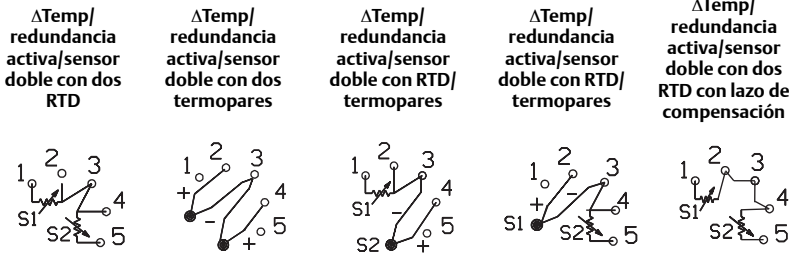 ΔTemp/
redundancia
activa/sensor
doble con dos
RTD
ΔTemp/
redundancia
activa/sensor
doble con dos
termopares
ΔTemp/
redundancia
activa/sensor
doble con RTD/
termopares
ΔTemp/
redundancia
activa/sensor
doble con RTD/
termopares
ΔTemp/
redundancia
activa/sensor
doble con dos
RTD con lazo de
compensación
1 2 3 4 5 S1 S2
1 2 3 4 5 + - +
1 2 3 4 5 S1 - S2 +
1 2 3 4 5 + - S1 S2
1 2 3 4 5 S1 S2